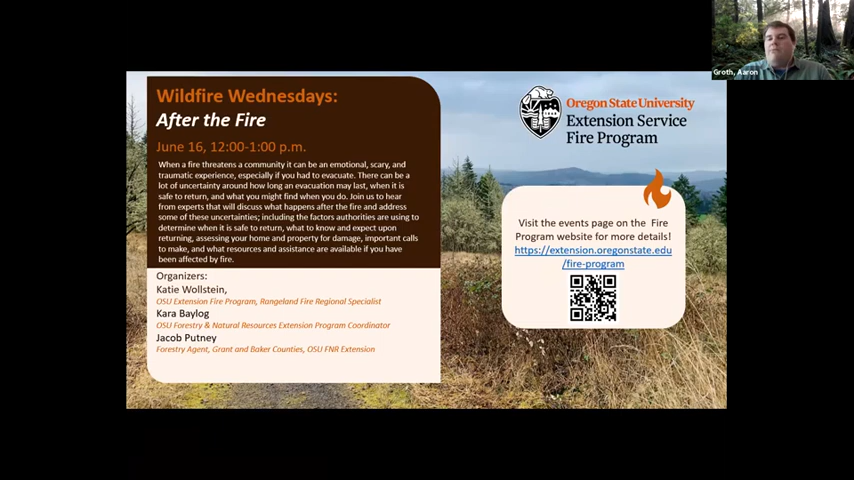 Groth, Aaron
Wildfire Wednesdays:
After the Fire
June 16, 12:00-1:00 p.m.
When a fire threatens a community it can be an emotional, scary, and
traumatic experience, especially if you had to evacuate. There can be a
lot of uncertainty around how long an evacuation may last, when it is
safe to return, and what you might find when you do. Join us to hear
from experts that will discuss what happens after the fire and address
some of these uncertainties; including the factors authorities are using to
determine when it is safe to return, what to know and expect upon
returning, assessing your home and property for damage, important calls
to make, and what resources and assistance are available if you have
been affected by fire.
Organizers:
Katie Wollstein,
OSU Extension Fire Program, Rangeland Fire Regional Specialist
Kara Baylog
OSU Forestry & Natural Resources Extension Program Coordinator
Jacob Putney
Forestry Agent, Grant and Baker Counties, OSU FNR Extension
Oregon State University
Extension Service
Fire Program
Visit the events page on the Fire
Program website for more details!
https://extension.oregonstate.edu
/fire-program